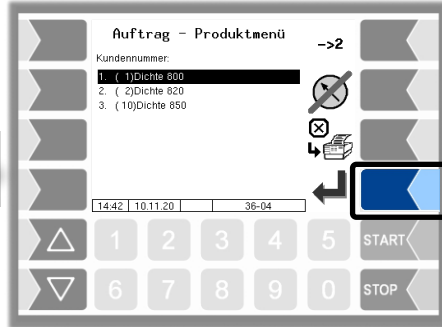 Auftrag - Produktmenü
->2
Kundennummer:
1. ( 1)Dichte 800
2. ( 2)Dichte 820
3. ( 10)Dichte 850
14:42 10.11.20 36-04
1 2 3 4 5 START
6 7 8 9 0 STOP